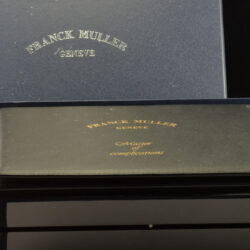 FRANCK MULLER
GENEVE
FRANCK MULLER
GENEVE
Master
of
complications